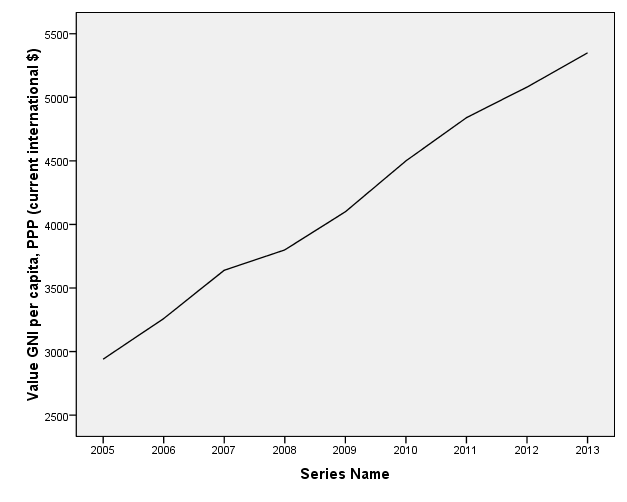 Value GNI per capita, PPP (current international $)
5500
5000
4500
4000
3500
3000
2500
2005 2006 2007 2008 2009 2010 2011 2012 2013
Series Name